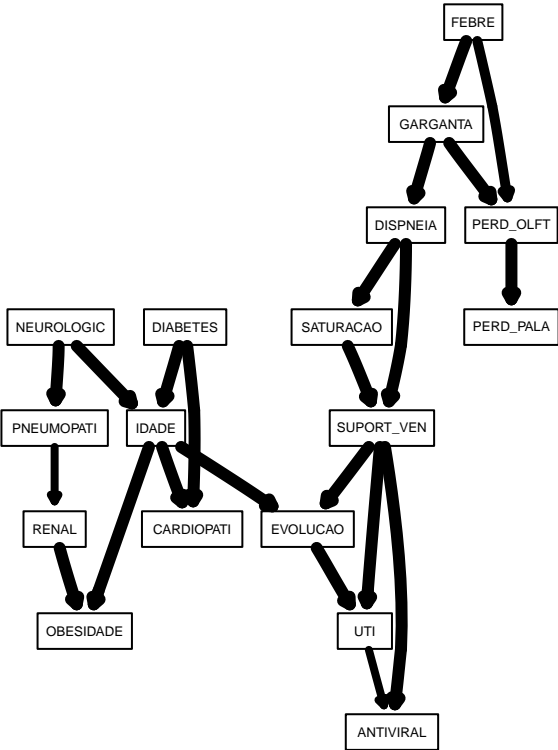 FEBRE
GARGANTA
DISPNEIA
PERD_OLFT
NEUROLOGIC
DIABETES
SATURACAO
PERD_PALA
PNEUMOPATI
IDADE
SUPORT_VEN
RENAL
CARDIOPATI
EVOLUCAO
OBESIDADE
UTI
ANTIVIRAL